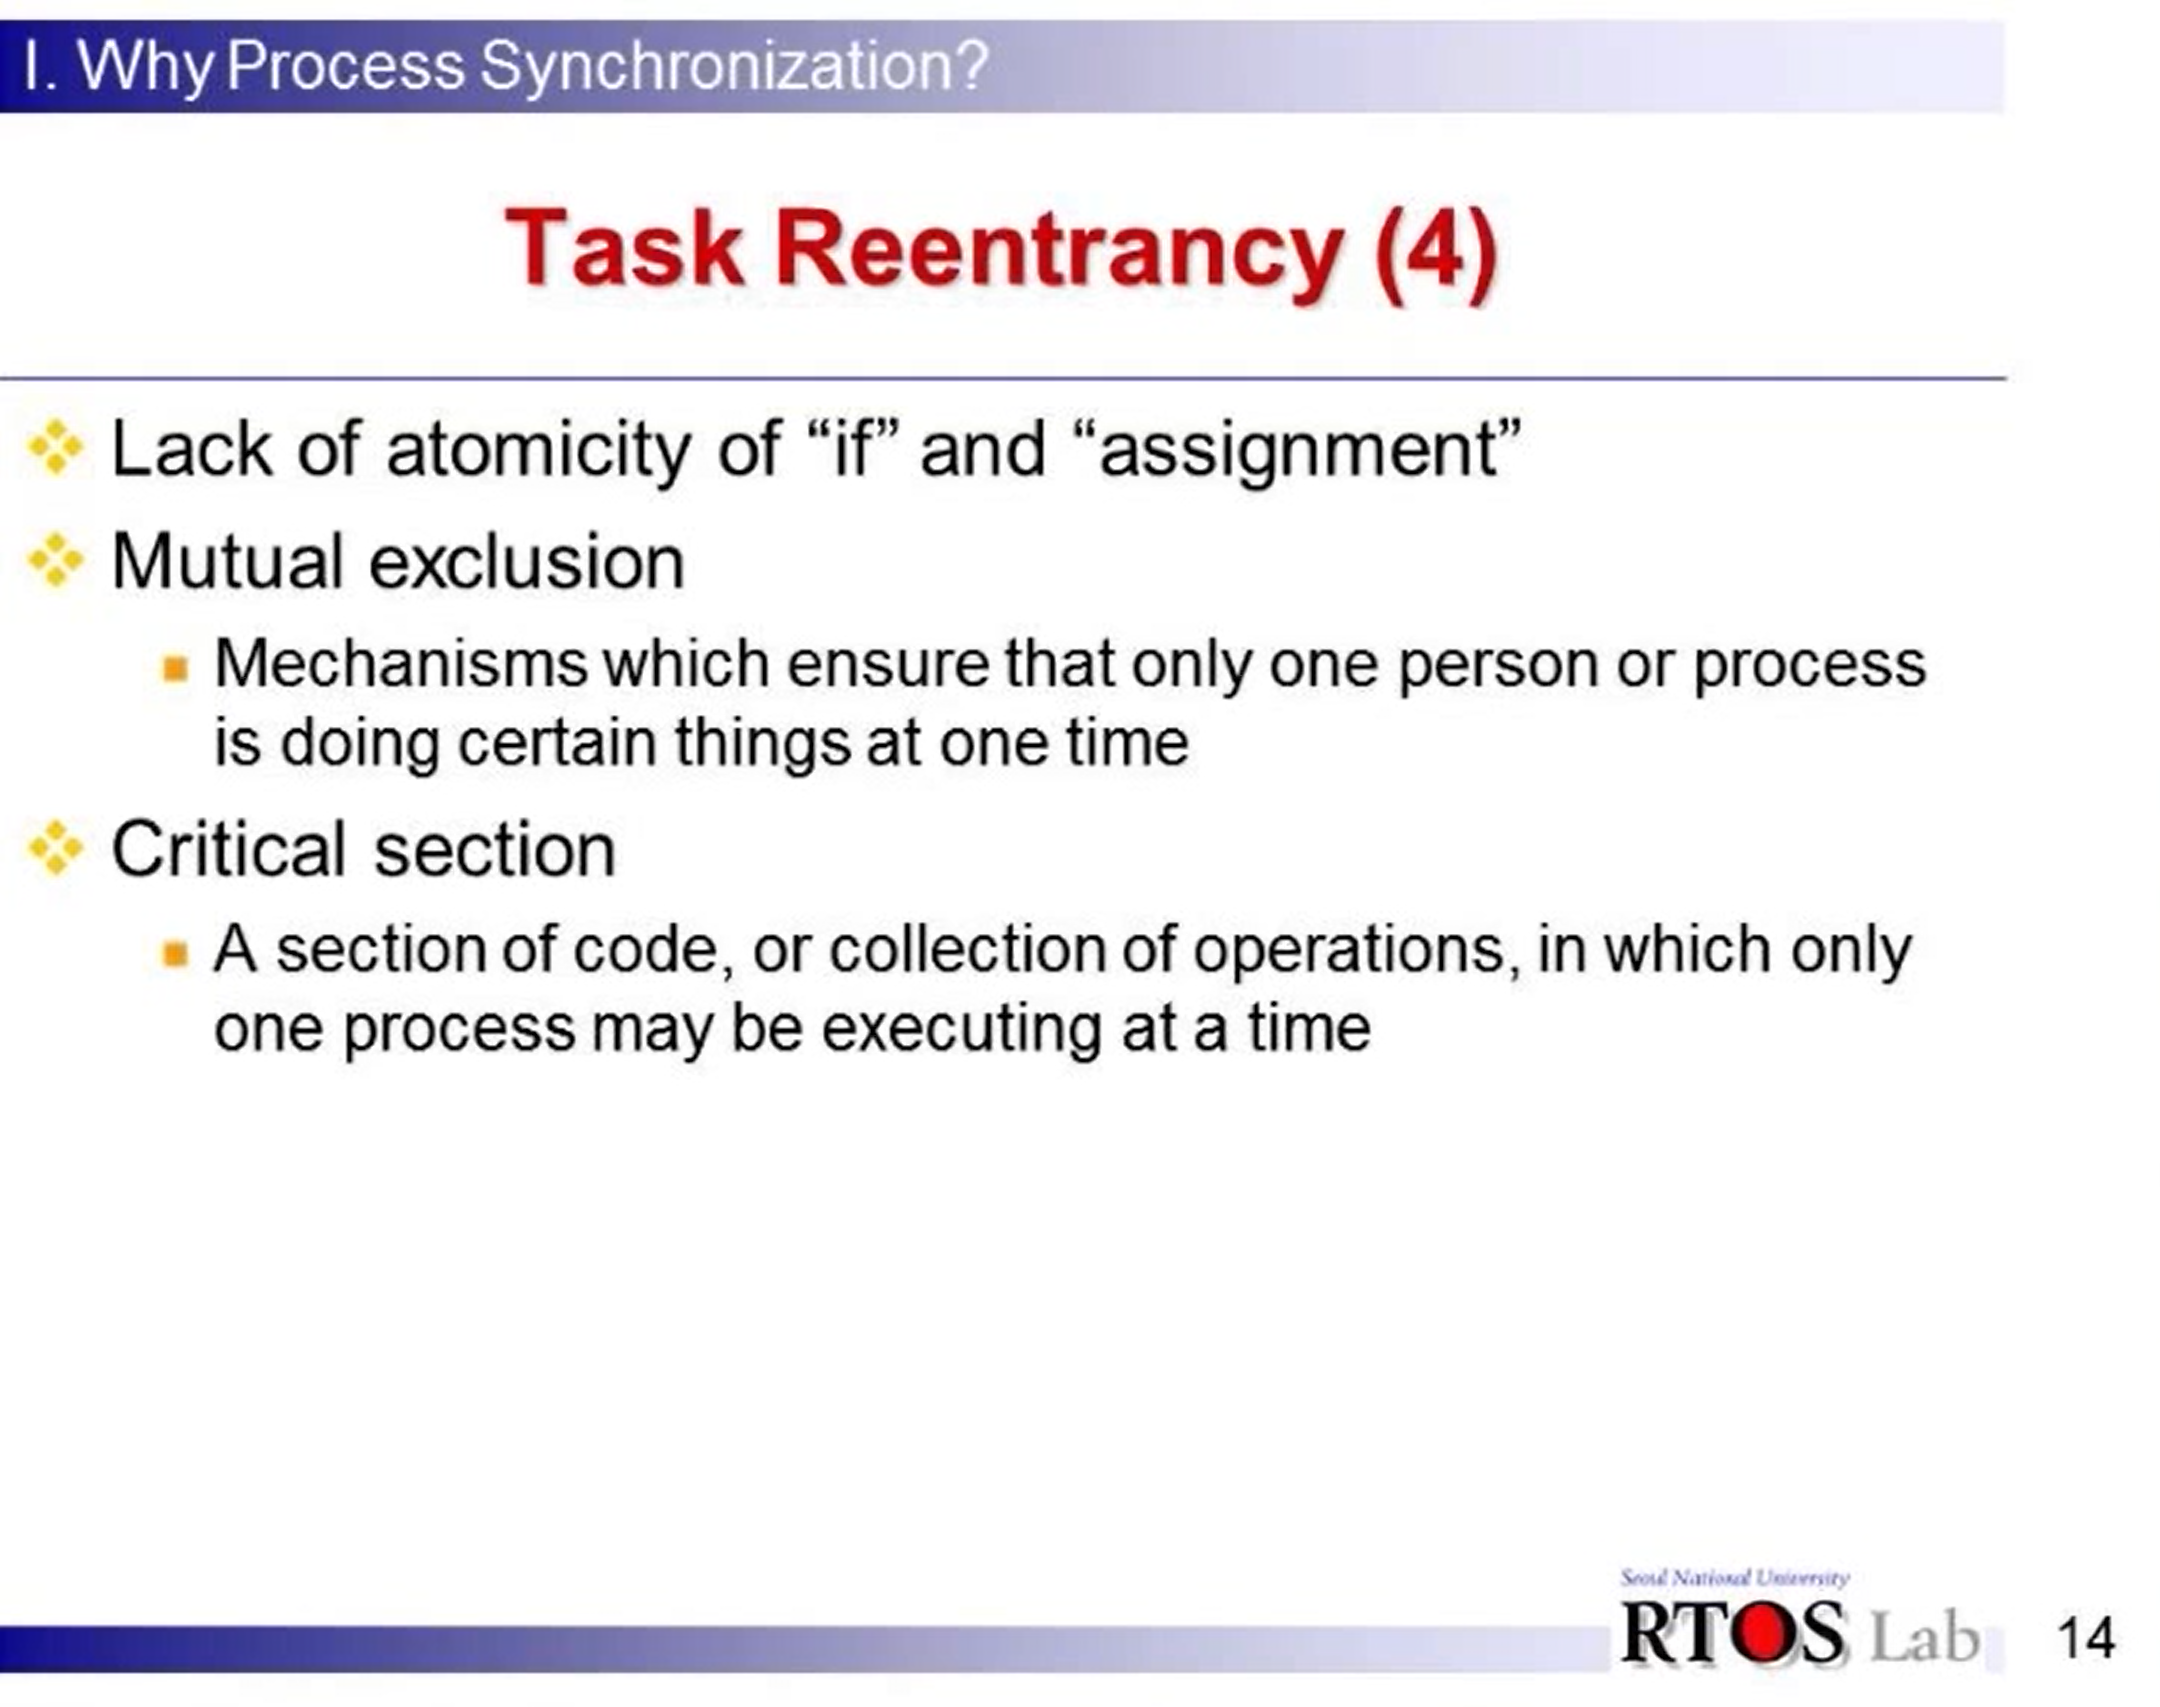 I. Why Process Synchronization?
Task Reentrancy (4)
Lack of atomicity of “if” and “assignment”
Mutual exclusion
Mechanisms which ensure that only one person or process
is doing certain things at one time
Critical section
A section of code, or collection of operations, in which only
one process may be executing at a time
Seoul National University
RTOS Lab
14